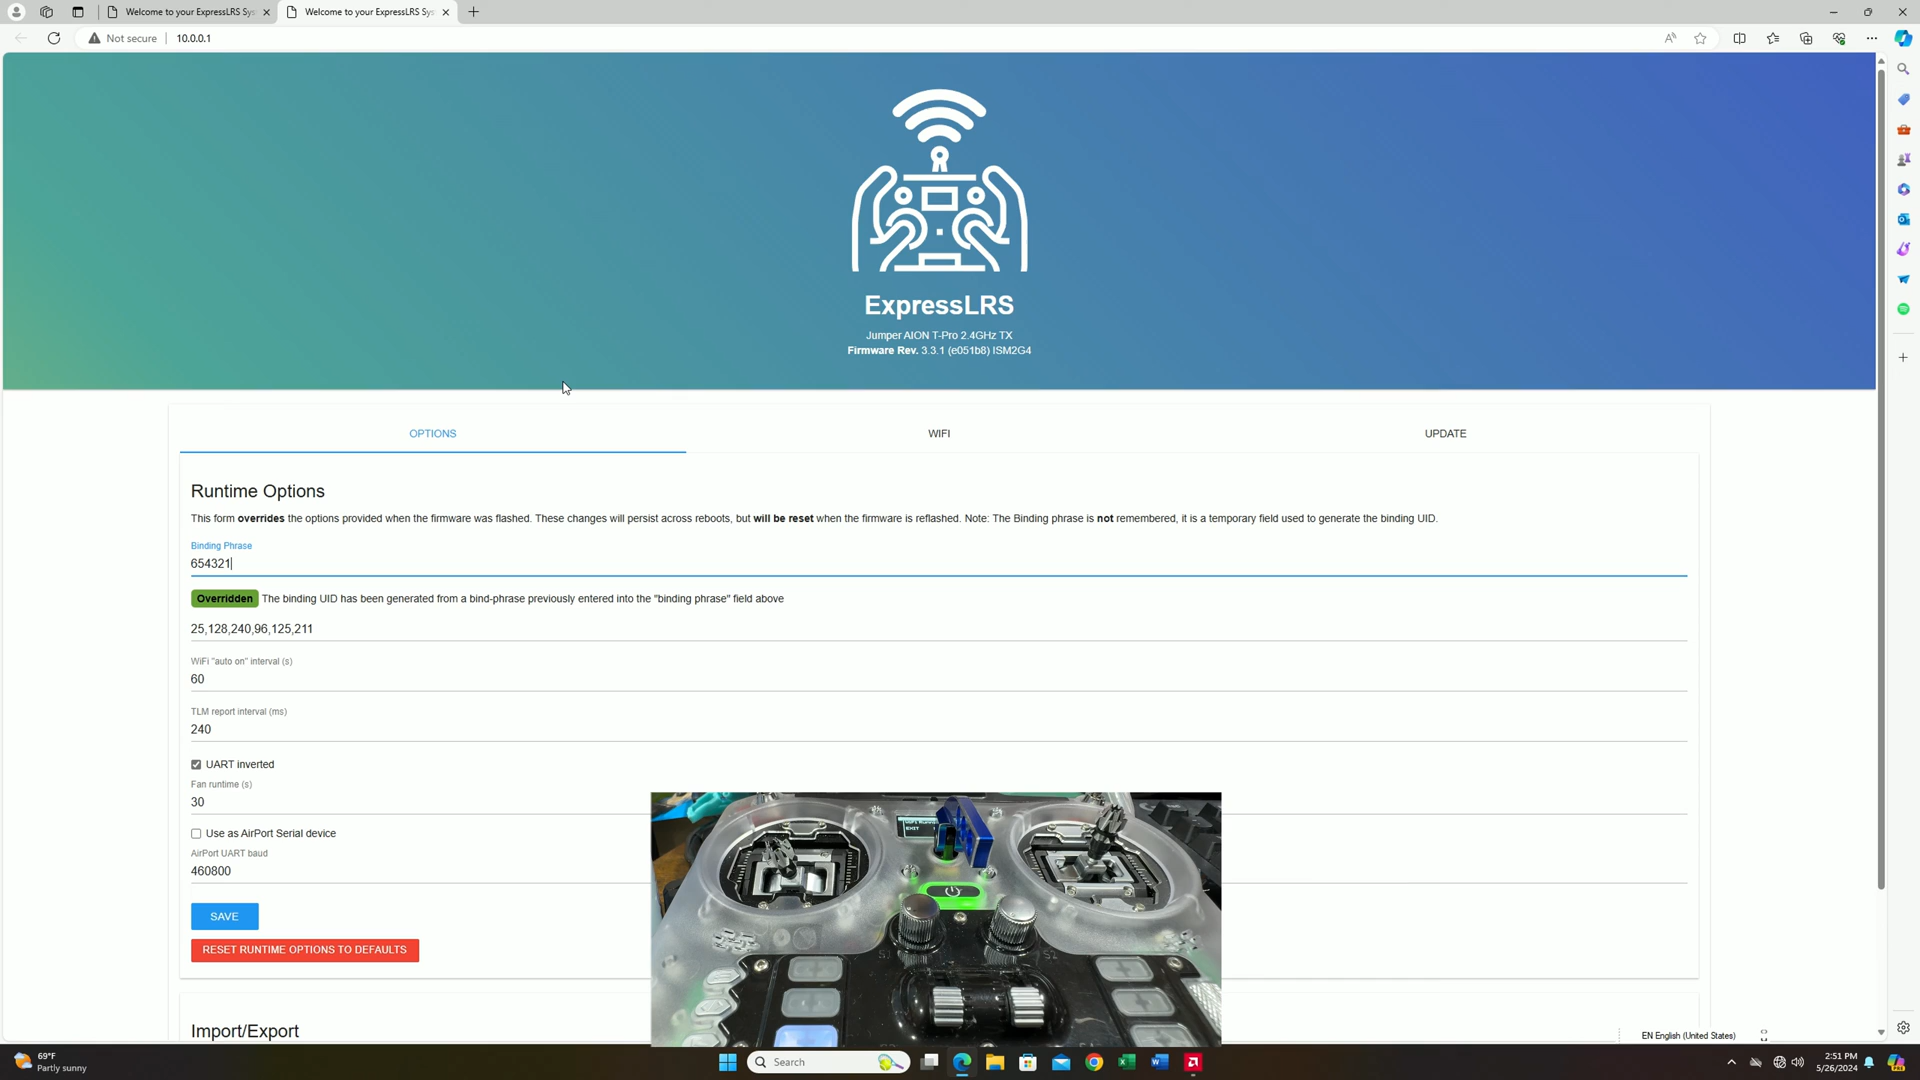 Welcome to your ExpressLRS Sys
Welcome to your ExpressLRS Sys
Not secure
10.0.0.1
ExpressLRS
Jumper AION T-Pro 2.4GHz TX
Firmware Rev. 3.3.1 (e051b8) ISM2G4
OPTIONS
WIFI
UPDATE
Runtime Options
This form overrides the options provided when the firmware was flashed. These changes will persist across reboots, but will be reset when the firmware is reflashed. Note: The Binding phrase is not remembered, it is a temporary field used to generate the binding UID.
Binding Phrase
654321
Overridden The binding UID has been generated from a bind-phrase previously entered into the "binding phrase" field above
25,128,240,96,125,211
WiFi "auto on" interval (s)
60
TLM report interval (ms)
240
UART inverted
Fan runtime (s)
30
Use as AirPort Serial device
AirPort UART baud
460800
SAVE
RESET RUNTIME OPTIONS TO DEFAULTS
EXIT
Import/Export
EN English (United States)
69°F
Partly sunny
Search
2:51 PM
5/26/2024